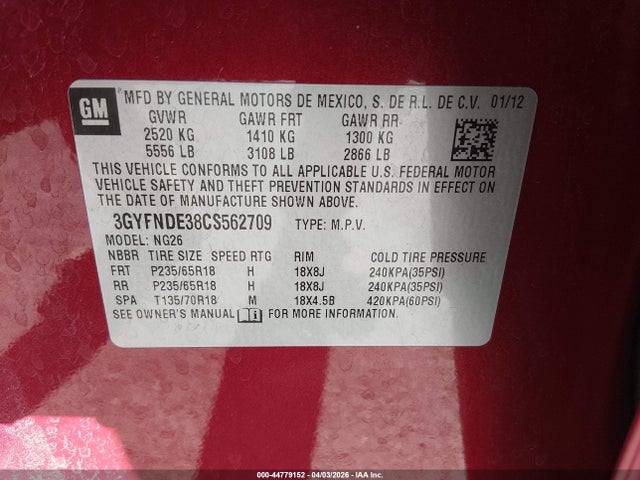 GM
MFD BY GENERAL MOTORS DE MEXICO, S. DE R.L. DE C.V. 01/12
GVWR GAWR FRT GAWR RR
2520 KG 1410 KG 1300 KG
5556 LB 3108 LB 2866 LB
THIS VEHICLE CONFORMS TO ALL APPLICABLE U.S. FEDERAL MOTOR
VEHICLE SAFETY AND THEFT PREVENTION STANDARDS IN EFFECT ON
THE DATE OF MANUFACTURE SHOWN ABOVE.
3GYFNDE38CS562709 TYPE: M.P.V.
MODEL: NG26
NBBR TIRE SIZE SPEED RTG RIM COLD TIRE PRESSURE
FRT P235/65R18 H 18X8J 240KPA(35PSI)
RR P235/65R18 H 18X8J 240KPA(35PSI)
SPA T135/70R18 M 18X4.5B 420KPA(60PSI)
SEE OWNER'S MANUAL FOR MORE INFORMATION.
000-44779152 - 04/03/2026 - IAA Inc.